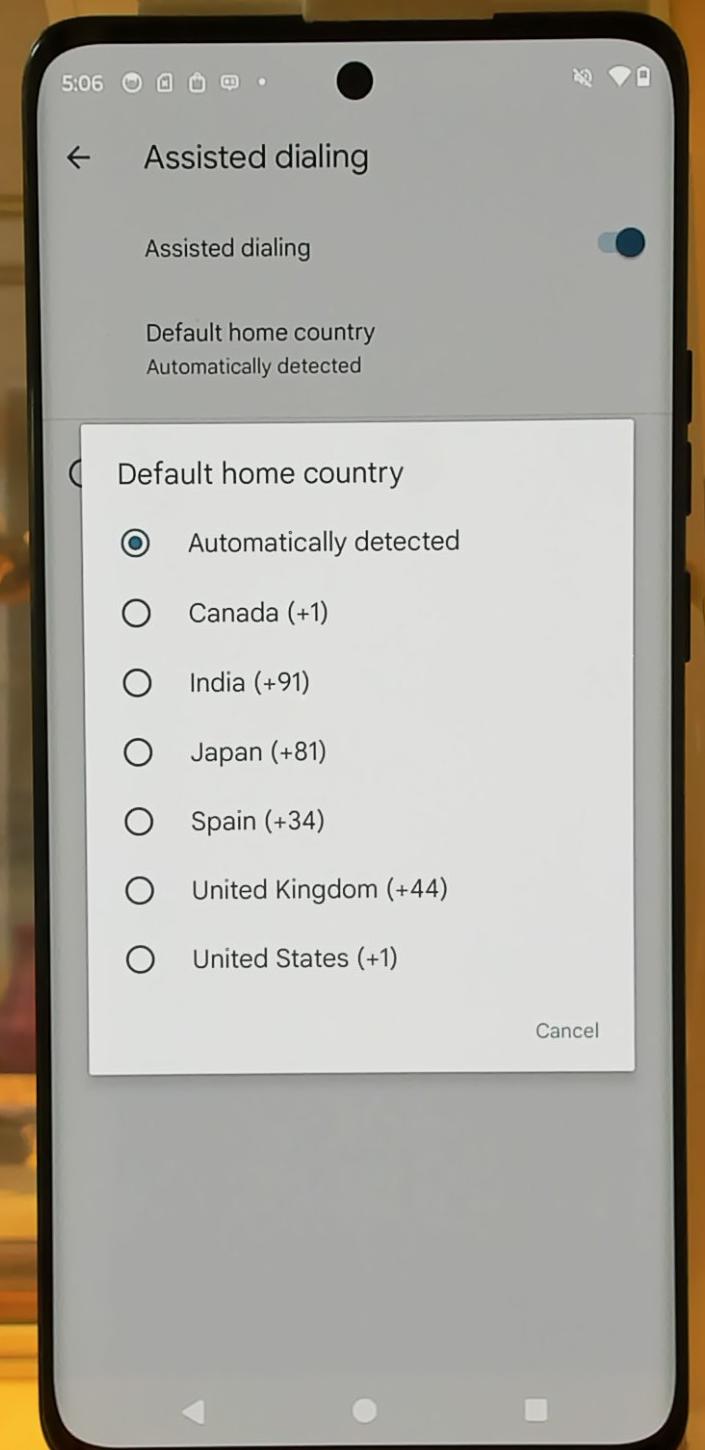 5:06
Assisted dialing
Assisted dialing
Default home country
Automatically detected
Default home country
Automatically detected
Canada (+1)
India (+91)
Japan (+81)
Spain (+34)
United Kingdom (+44)
United States (+1)
Cancel